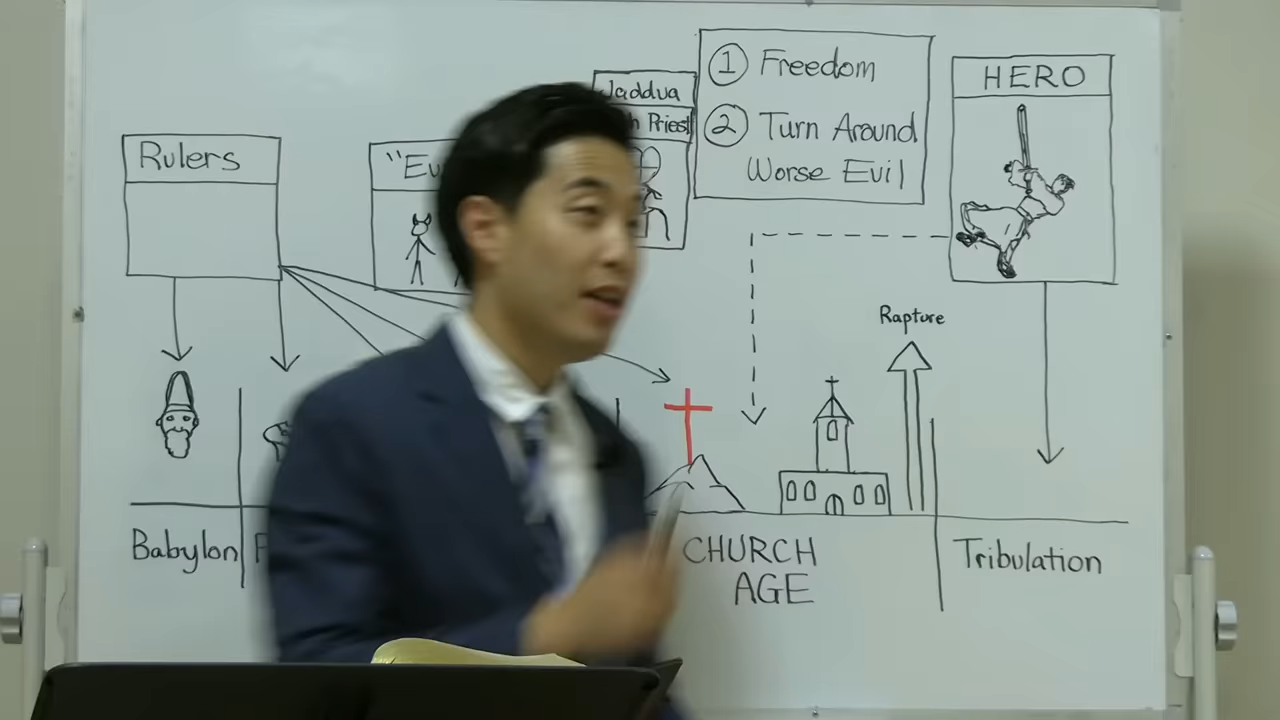 Rulers
Jaddua
Priest
① Freedom
② Turn Around
Worse Evil
HERO
Rapture
Babylon
CHURCH
AGE
Tribulation